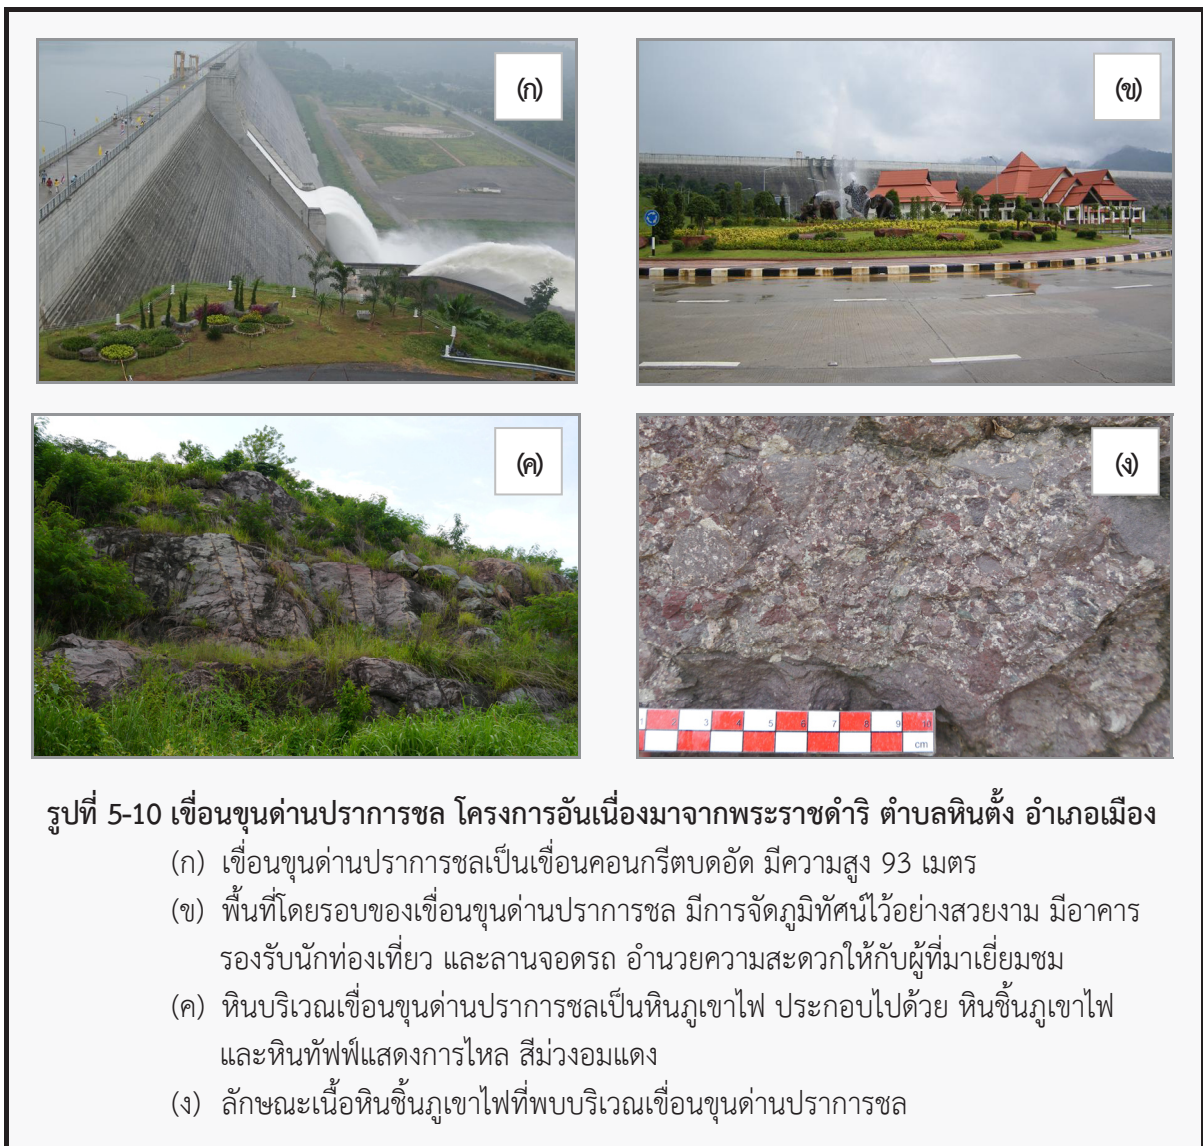 (ก)
(ข)
(ค)
(ง)
1 2 3 4 5 6 7 8 9 10
cm
รูปที่ 5-10 เขื่อนขุนด่านปราการชล โครงการอันเนื่องมาจากพระราชดำริ ตำบลหินตั้ง อำเภอเมือง
(ก) เขื่อนขุนด่านปราการชลเป็นเขื่อนคอนกรีตบดอัด มีความสูง 93 เมตร
(ข) พื้นที่โดยรอบของเขื่อนขุนด่านปราการชล มีการจัดภูมิทัศน์ไว้อย่างสวยงาม มีอาคาร
รองรับนักท่องเที่ยว และลานจอดรถ อำนวยความสะดวกให้กับผู้ที่มาเยี่ยมชม
(ค) หินบริเวณเขื่อนขุนด่านปราการชลเป็นหินภูเขาไฟ ประกอบไปด้วย หินชิ้นภูเขาไฟ
และหินทัฟฟ์แสดงการไหล สีม่วงอมแดง
(ง) ลักษณะเนื้อหินชิ้นภูเขาไฟที่พบบริเวณเขื่อนขุนด่านปราการชล